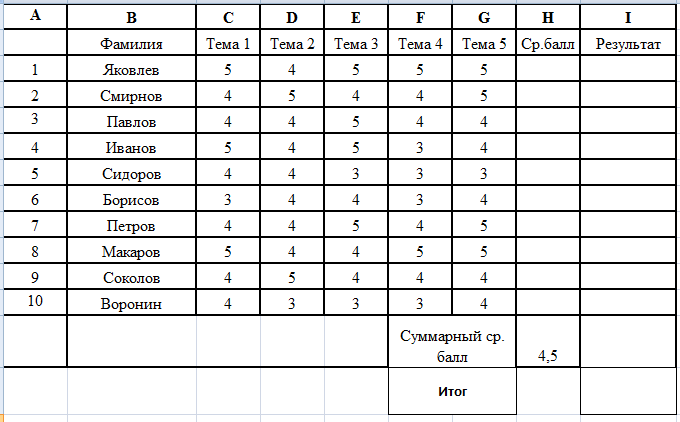 A B C D E F G H I
Фамилия Тема 1 Тема 2 Тема 3 Тема 4 Тема 5 Ср.балл Результат
1 Яковлев 5 4 5 5 5
2 Смирнов 4 5 4 4 5
3 Павлов 4 4 5 4 4
4 Иванов 5 4 5 3 4
5 Сидоров 4 4 3 3 3
6 Борисов 3 4 4 3 4
7 Петров 4 4 5 4 5
8 Макаров 5 4 4 5 5
9 Соколов 4 5 4 4 4
10 Воронин 4 3 3 3 4
Суммарный ср.
балл 4,5
Итог